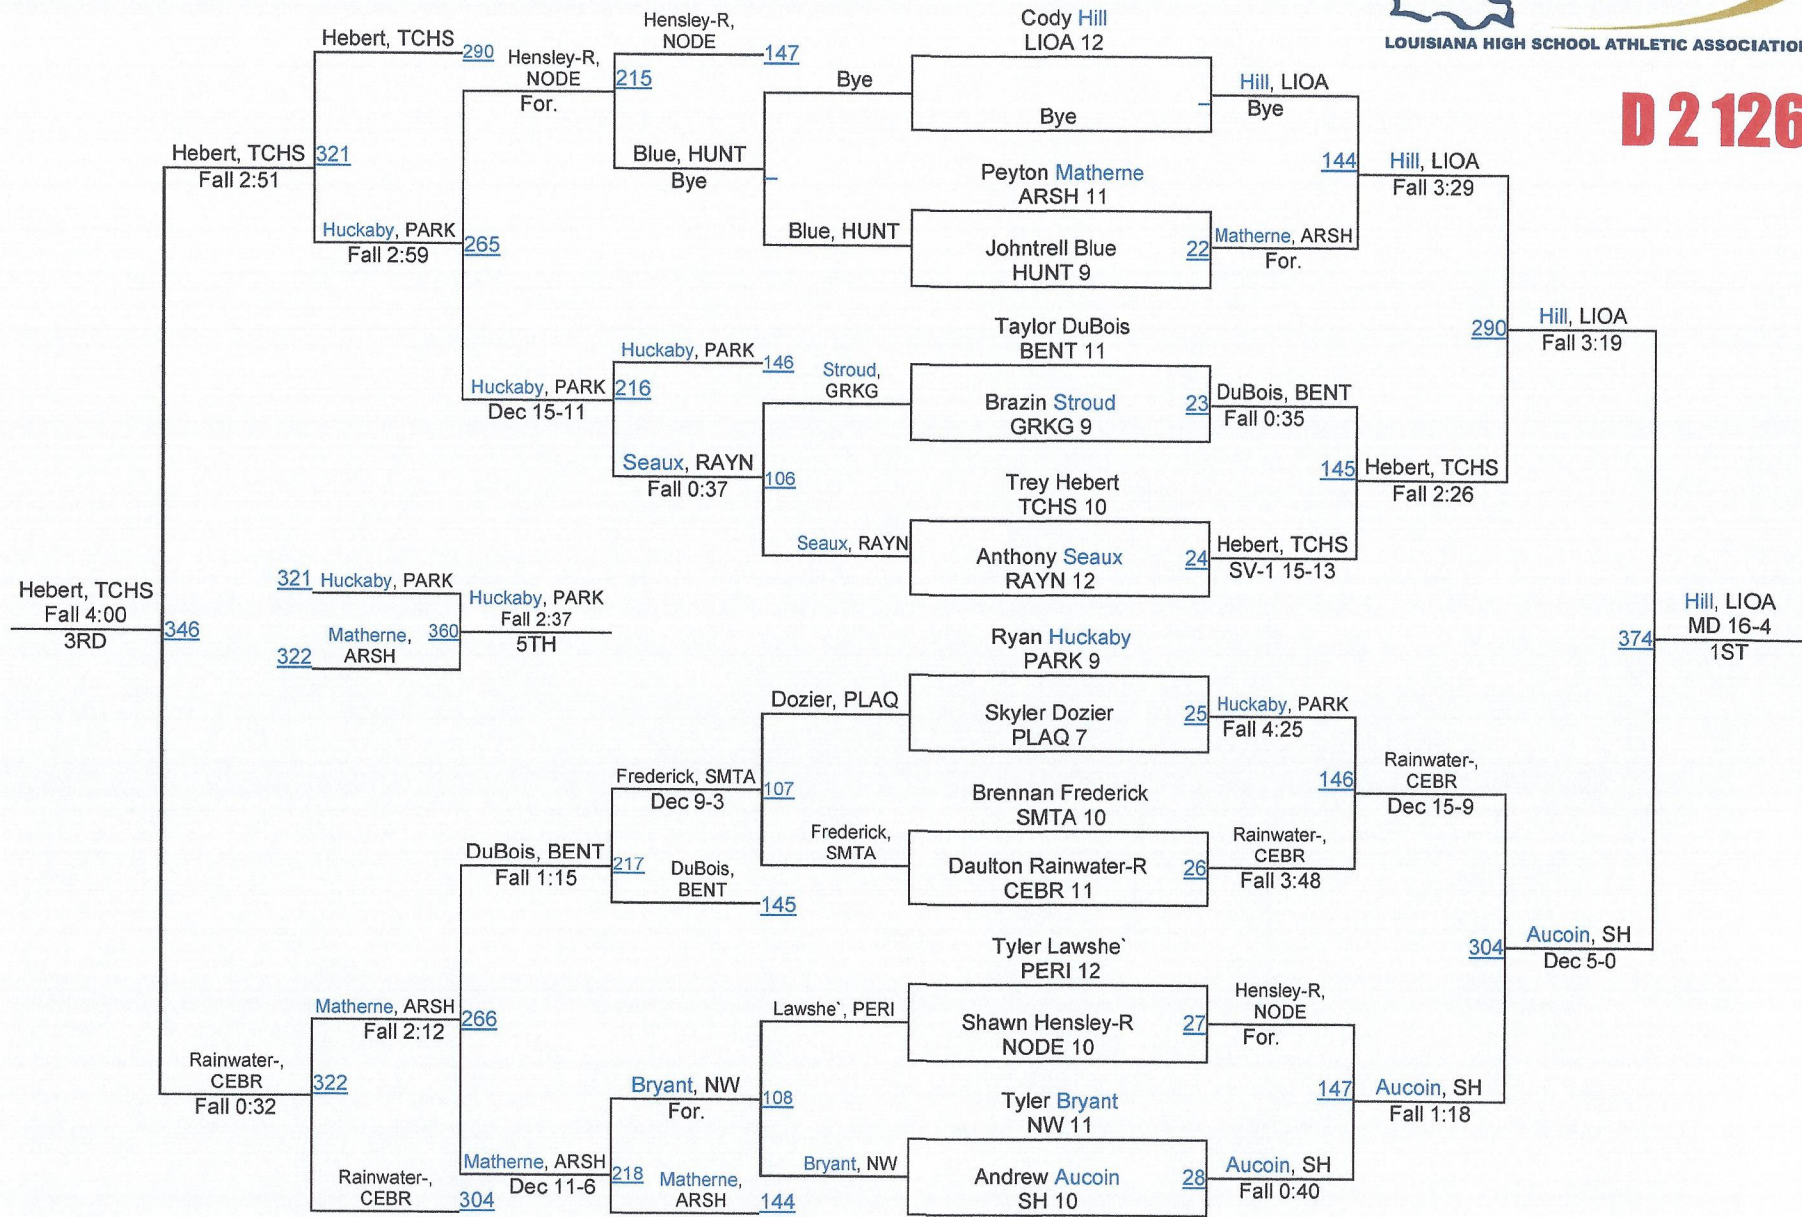 LOUISIANA HIGH SCHOOL ATHLETIC ASSOCIATION
D 2 126
Hebert, TCHS
290
Hensley-R,
NODE
For.
Hensley-R,
NODE
147
215
Blue, HUNT
Bye
Bye
Blue, HUNT
Cody Hill
LIOA 12
Bye
Hill, LIOA
Bye
Peyton Matherne
ARSH 11
Johntrell Blue
HUNT 9
22
Matherne, ARSH
For.
144
Hill, LIOA
Fall 3:29
Hebert, TCHS
Fall 2:51
321
Huckaby, PARK
Fall 2:59
265
Huckaby, PARK
Dec 15-11
216
Huckaby, PARK
146
Seaux, RAYN
Fall 0:37
106
Stroud,
GRKG
Seaux, RAYN
Taylor DuBois
BENT 11
Brazin Stroud
GRKG 9
23
DuBois, BENT
Fall 0:35
Trey Hebert
TCHS 10
Anthony Seaux
RAYN 12
24
Hebert, TCHS
SV-1 15-13
145
Hebert, TCHS
Fall 2:26
290
Hill, LIOA
Fall 3:19
Hebert, TCHS
Fall 4:00
3RD
346
321
Huckaby, PARK
322
Matherne,
ARSH
360
Huckaby, PARK
Fall 2:37
5TH
Hill, LIOA
MD 16-4
1ST
374
Ryan Huckaby
PARK 9
Skyler Dozier
PLAQ 7
25
Huckaby, PARK
Fall 4:25
Dozier, PLAQ
Frederick,
SMTA
107
Frederick, SMTA
Dec 9-3
Brennan Frederick
SMTA 10
Daulton Rainwater-R
CEBR 11
26
Rainwater-,
CEBR
Fall 3:48
146
Rainwater-,
CEBR
Dec 15-9
DuBois, BENT
Fall 1:15
217
DuBois,
BENT
145
Tyler Lawshe`
PERI 12
Shawn Hensley-R
NODE 10
27
Hensley-R,
NODE
For.
304
Aucoin, SH
Dec 5-0
Matherne, ARSH
Fall 2:12
266
Lawshe`, PERI
Rainwater-,
CEBR
Fall 0:32
322
Bryant, NW
For.
108
Tyler Bryant
NW 11
Andrew Aucoin
SH 10
28
Aucoin, SH
Fall 0:40
147
Aucoin, SH
Fall 1:18
Bryant, NW
Matherne, ARSH
Dec 11-6
218
Matherne,
ARSH
144
Rainwater-,
CEBR
304